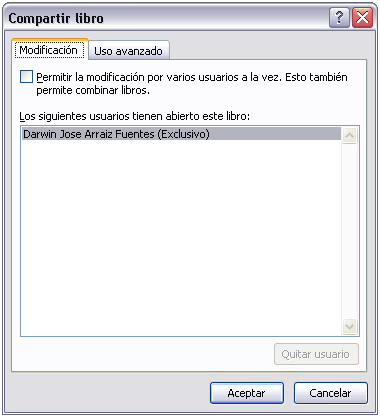 Compartir libro
Modificación
Uso avanzado
Permitir la modificación por varios usuarios a la vez. Esto también
permite combinar libros.
Los siguientes usuarios tienen abierto este libro:
Darwin Jose Arraiz Fuentes (Exclusivo)
Quitar usuario
Aceptar
Cancelar